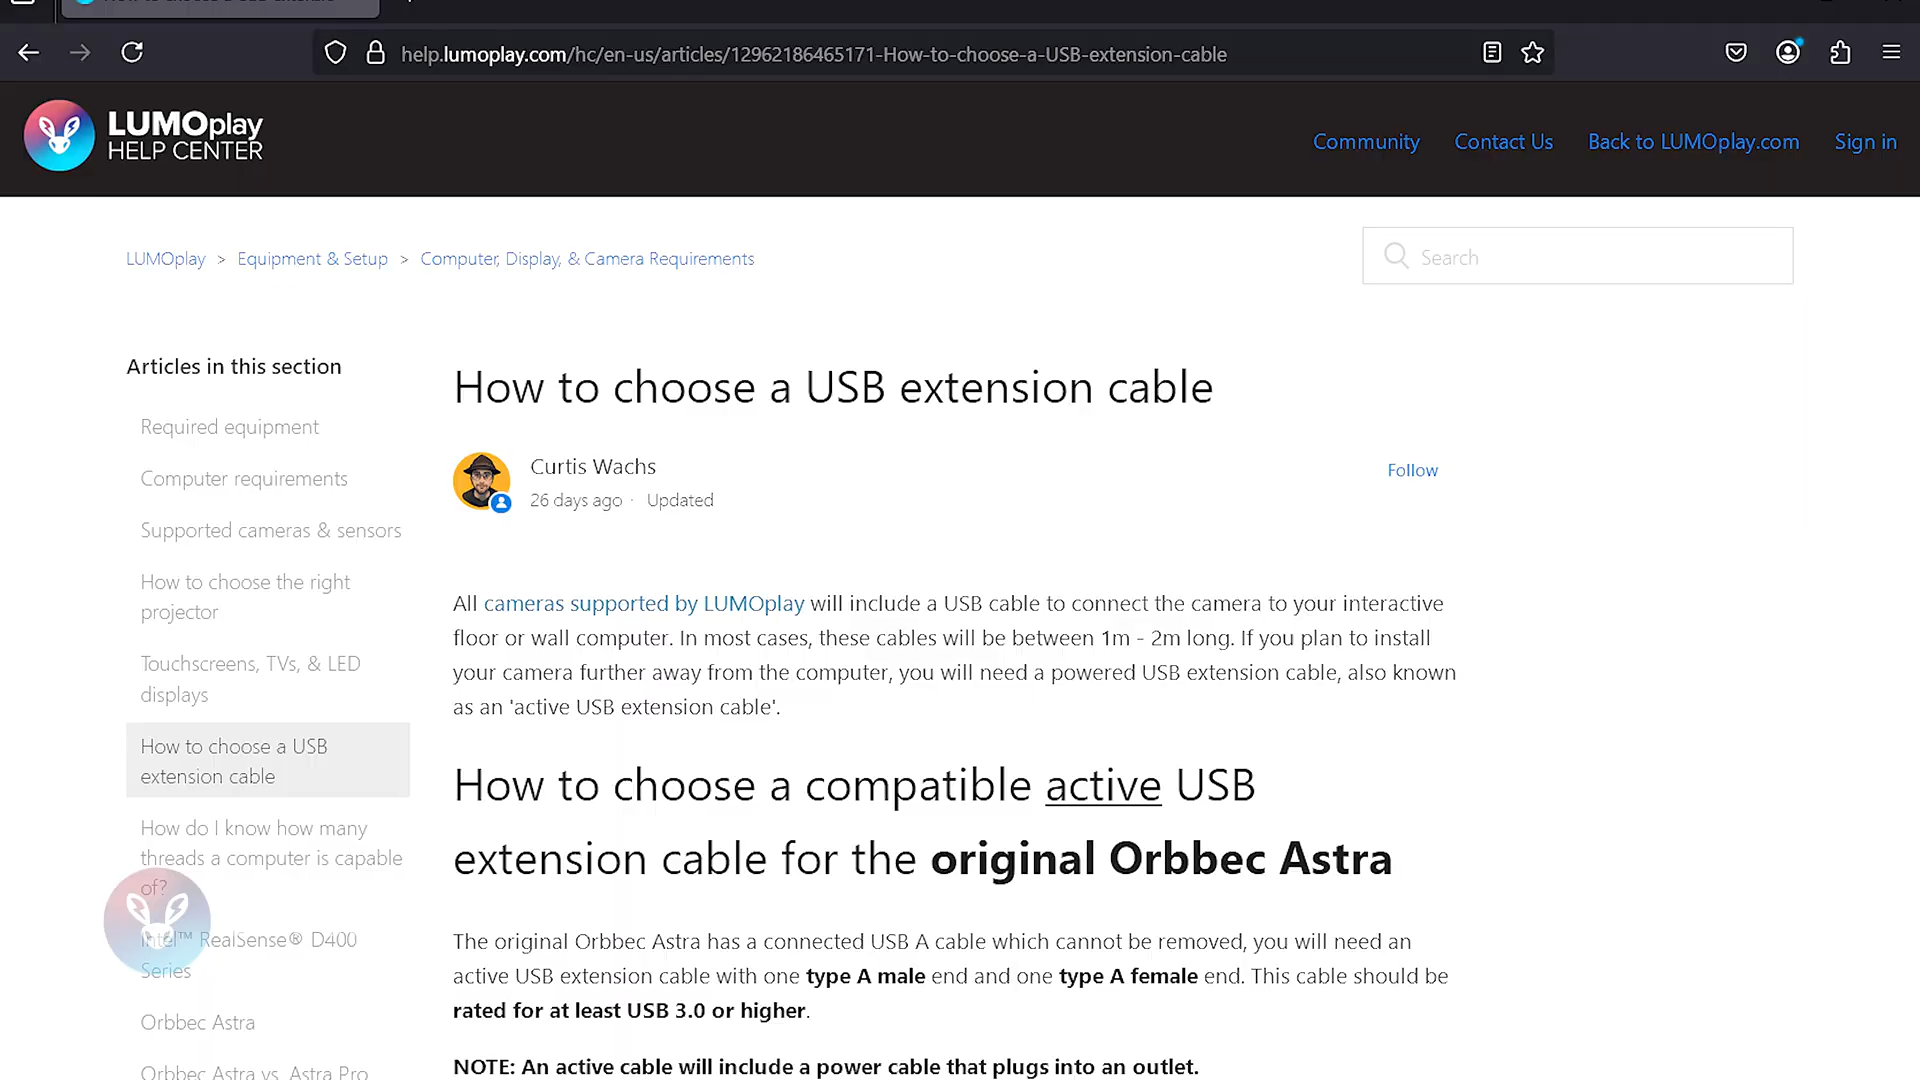 help.lumoplay.com/hc/en-us/articles/12962186465171-How-to-choose-a-USB-extension-cable
LUMOplay
HELP CENTER
Community
Contact Us
Back to LUMOplay.com
Sign in
LUMOplay > Equipment & Setup > Computer, Display, & Camera Requirements
Search
Articles in this section
Required equipment
Computer requirements
Supported cameras & sensors
How to choose the right
projector
Touchscreens, TVs, & LED
displays
How to choose a USB
extension cable
How do I know how many
threads a computer is capable
of?
Intel™ RealSense® D400
Series
Orbbec Astra
Orbbec Astra vs. Astra Pro
How to choose a USB extension cable
Curtis Wachs
26 days ago · Updated
Follow
All cameras supported by LUMOplay will include a USB cable to connect the camera to your interactive
floor or wall computer. In most cases, these cables will be between 1m - 2m long. If you plan to install
your camera further away from the computer, you will need a powered USB extension cable, also known
as an 'active USB extension cable'.
How to choose a compatible active USB
extension cable for the original Orbbec Astra
The original Orbbec Astra has a connected USB A cable which cannot be removed, you will need an
active USB extension cable with one type A male end and one type A female end. This cable should be
rated for at least USB 3.0 or higher.
NOTE: An active cable will include a power cable that plugs into an outlet.